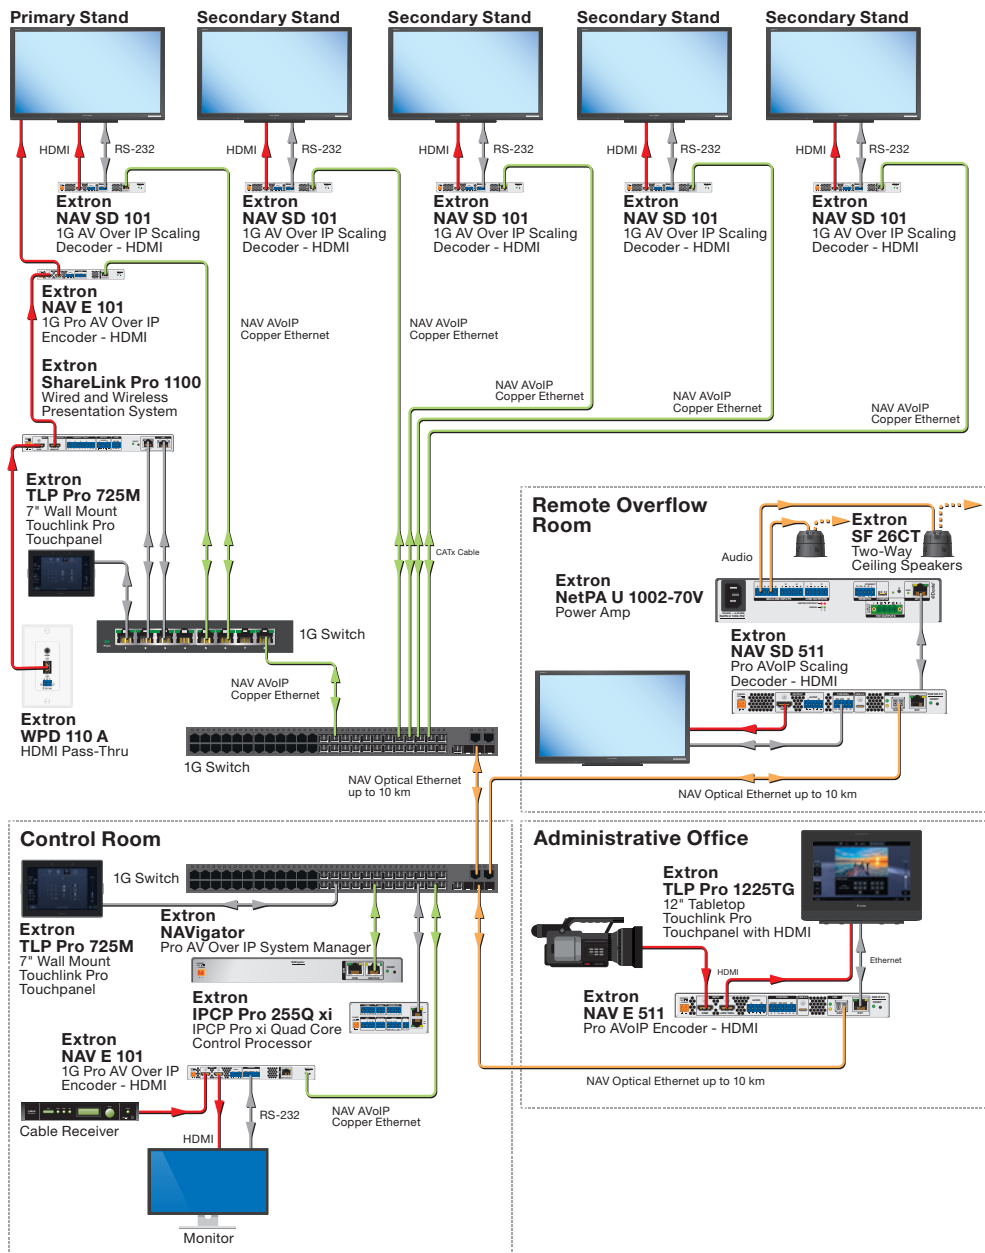 Primary Stand
Secondary Stand
Secondary Stand
Secondary Stand
Secondary Stand
HDMI
RS-232
HDMI
RS-232
HDMI
RS-232
HDMI
RS-232
HDMI
RS-232
Extron
NAV SD 101
1G AV Over IP Scaling
Decoder - HDMI
Extron
NAV SD 101
1G AV Over IP Scaling
Decoder - HDMI
Extron
NAV SD 101
1G AV Over IP Scaling
Decoder - HDMI
Extron
NAV SD 101
1G AV Over IP Scaling
Decoder - HDMI
Extron
NAV SD 101
1G AV Over IP Scaling
Decoder - HDMI
Extron
NAV E 101
1G Pro AV Over IP
Encoder - HDMI
NAV AVoIP
Copper Ethernet
NAV AVoIP
Copper Ethernet
NAV AVoIP
Copper Ethernet
NAV AVoIP
Copper Ethernet
NAV AVoIP
Copper Ethernet
Extron
ShareLink Pro 1100
Wired and Wireless
Presentation System
Extron
TLP Pro 725M
7" Wall Mount
Touchlink Pro
Touchpanel
CATx Cable
1G Switch
NAV AVoIP
Copper Ethernet
Extron
WPD 110 A
HDMI Pass-Thru
1G Switch
NAV Optical Ethernet
up to 10 km
Remote Overflow
Room
Audio
Extron
SF 26CT
Two-Way
Ceiling Speakers
Extron
NetPA U 1002-70V
Power Amp
Extron
NAV SD 511
Pro AVoIP Scaling
Decoder - HDMI
NAV Optical Ethernet up to 10 km
Control Room
1G Switch
Extron
TLP Pro 725M
7" Wall Mount
Touchlink Pro
Touchpanel
Extron
NAVigator
Pro AV Over IP System Manager
Extron
IPCP Pro 255Q xi
IPCP Pro xi Quad Core
Control Processor
Extron
NAV E 101
1G Pro AV Over IP
Encoder - HDMI
Cable Receiver
RS-232
HDMI
NAV AVoIP
Copper Ethernet
Monitor
Administrative Office
Extron
TLP Pro 1225TG
12" Tabletop
Touchlink Pro
Touchpanel with HDMI
HDMI
Ethernet
Extron
NAV E 511
Pro AVoIP Encoder - HDMI
NAV Optical Ethernet up to 10 km